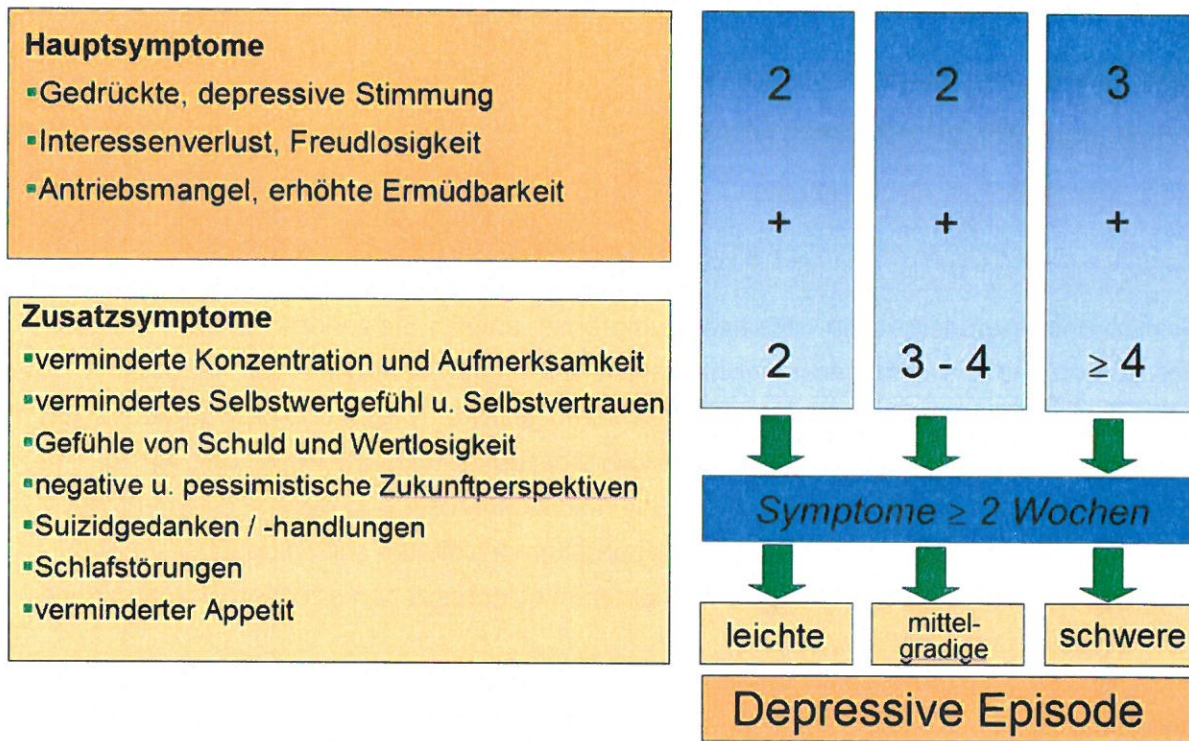 Hauptsymptome
▪Gedrückte, depressive Stimmung
▪Interessenverlust, Freudlosigkeit
▪Antriebsmangel, erhöhte Ermüdbarkeit
Zusatzsymptome
▪verminderte Konzentration und Aufmerksamkeit
▪vermindertes Selbstwertgefühl u. Selbstvertrauen
▪Gefühle von Schuld und Wertlosigkeit
▪negative u. pessimistische Zukunftperspektiven
▪Suizidgedanken / -handlungen
▪Schlafstörungen
▪verminderter Appetit
2 2 3
+ + +
2 3 - 4 ≥ 4
Symptome ≥ 2 Wochen
leichte mittel- schwere
gradige
Depressive Episode